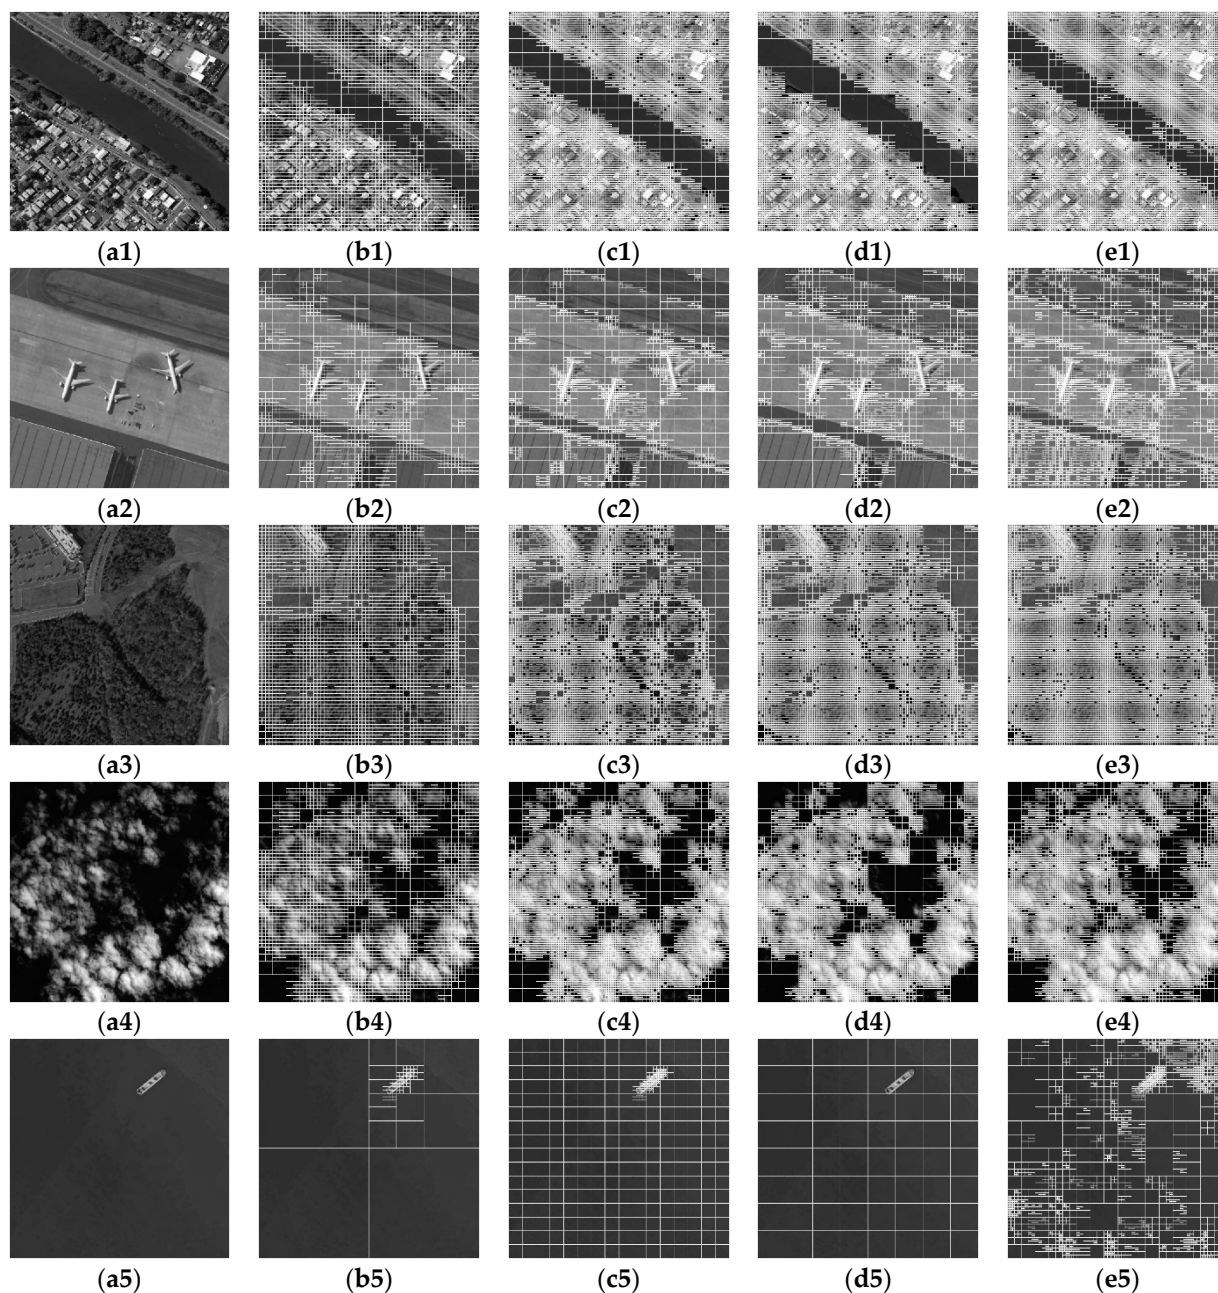 (a1) (b1) (c1) (d1) (e1)
(a2) (b2) (c2) (d2) (e2)
(a3) (b3) (c3) (d3) (e3)
(a4) (b4) (c4) (d4) (e4)
(a5) (b5) (c5) (d5) (e5)